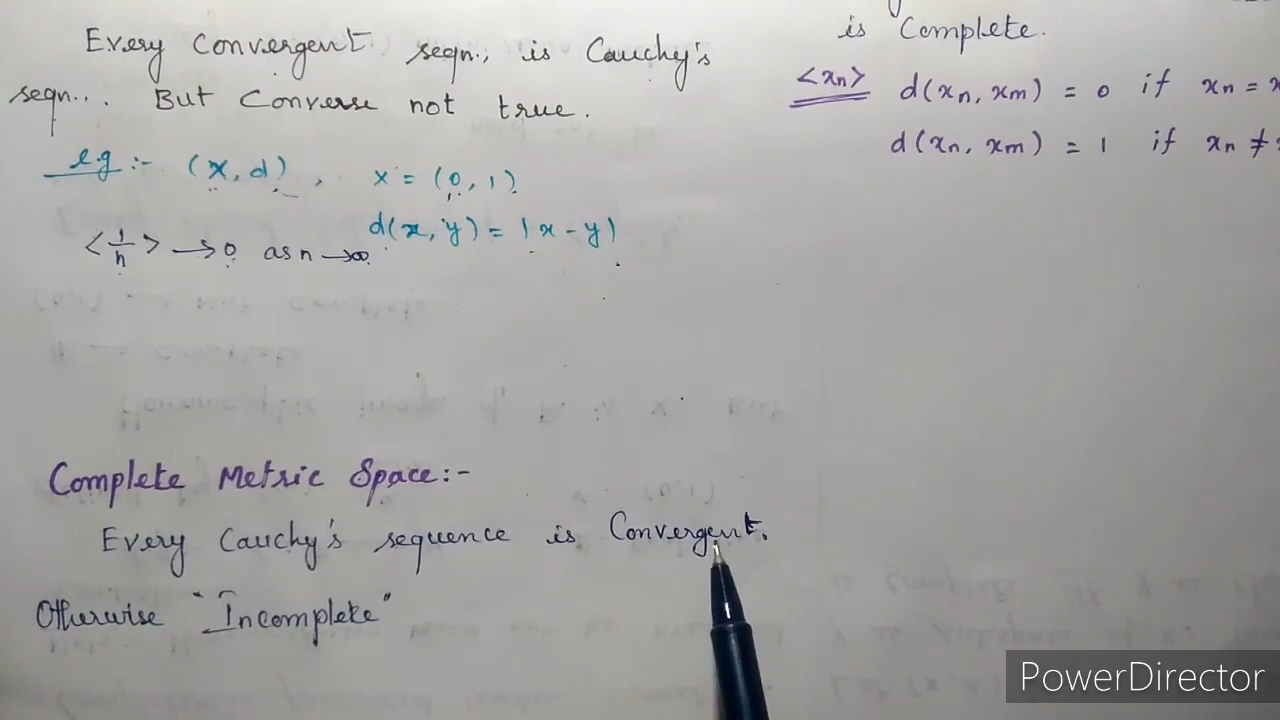 Every Convergent seqn., is Cauchy's
seqn... But Converse not true.
e.g :- (X, d), X = (0, 1)
d(x, y) = |x - y|
<1/n> → 0 as n → ∞
Complete Metric Space:-
Every Cauchy's sequence is Convergent.
Otherwise "Incomplete"
is Complete.
<xn> d(xn, xm) = 0 if xn =
d(xn, xm) = 1 if xn ≠
PowerDirector